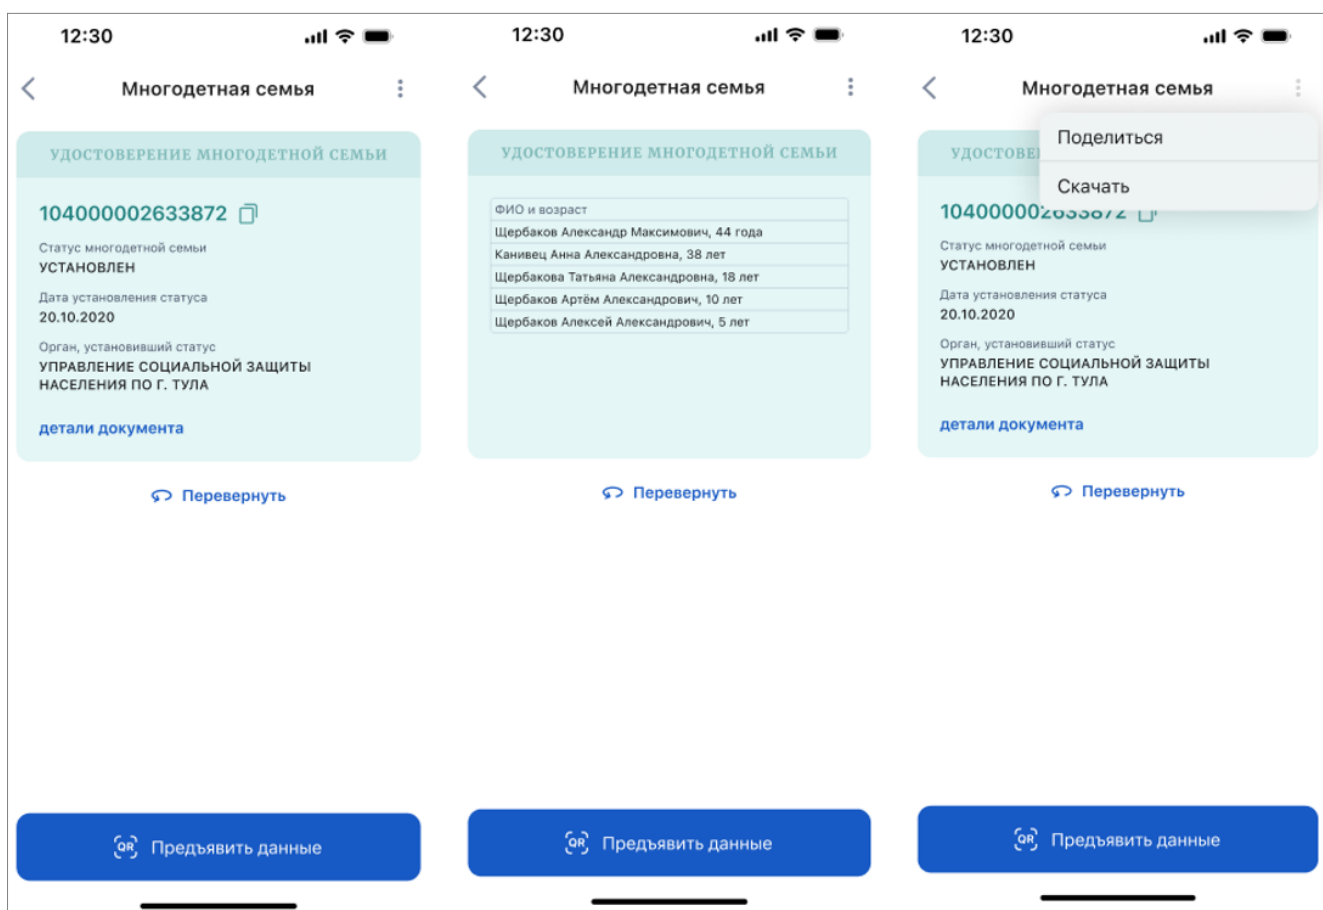 12:30
Многодетная семья
УДОСТОВЕРЕНИЕ МНОГОДЕТНОЙ СЕМЬИ
104000002633872
Статус многодетной семьи
УСТАНОВЛЕН
Дата установления статуса
20.10.2020
Орган, установивший статус
УПРАВЛЕНИЕ СОЦИАЛЬНОЙ ЗАЩИТЫ
НАСЕЛЕНИЯ ПО Г. ТУЛА
детали документа
Перевернуть
QR Предъявить данные
12:30
Многодетная семья
УДОСТОВЕРЕНИЕ МНОГОДЕТНОЙ СЕМЬИ
ФИО и возраст
Щербаков Александр Максимович, 44 года
Канивец Анна Александровна, 38 лет
Щербакова Татьяна Александровна, 18 лет
Щербаков Артём Александрович, 10 лет
Щербаков Алексей Александрович, 5 лет
Перевернуть
QR Предъявить данные
12:30
Многодетная семья
Поделиться
Скачать
УДОСТОВЕ
104000002633872
Статус многодетной семьи
УСТАНОВЛЕН
Дата установления статуса
20.10.2020
Орган, установивший статус
УПРАВЛЕНИЕ СОЦИАЛЬНОЙ ЗАЩИТЫ
НАСЕЛЕНИЯ ПО Г. ТУЛА
детали документа
Перевернуть
QR Предъявить данные